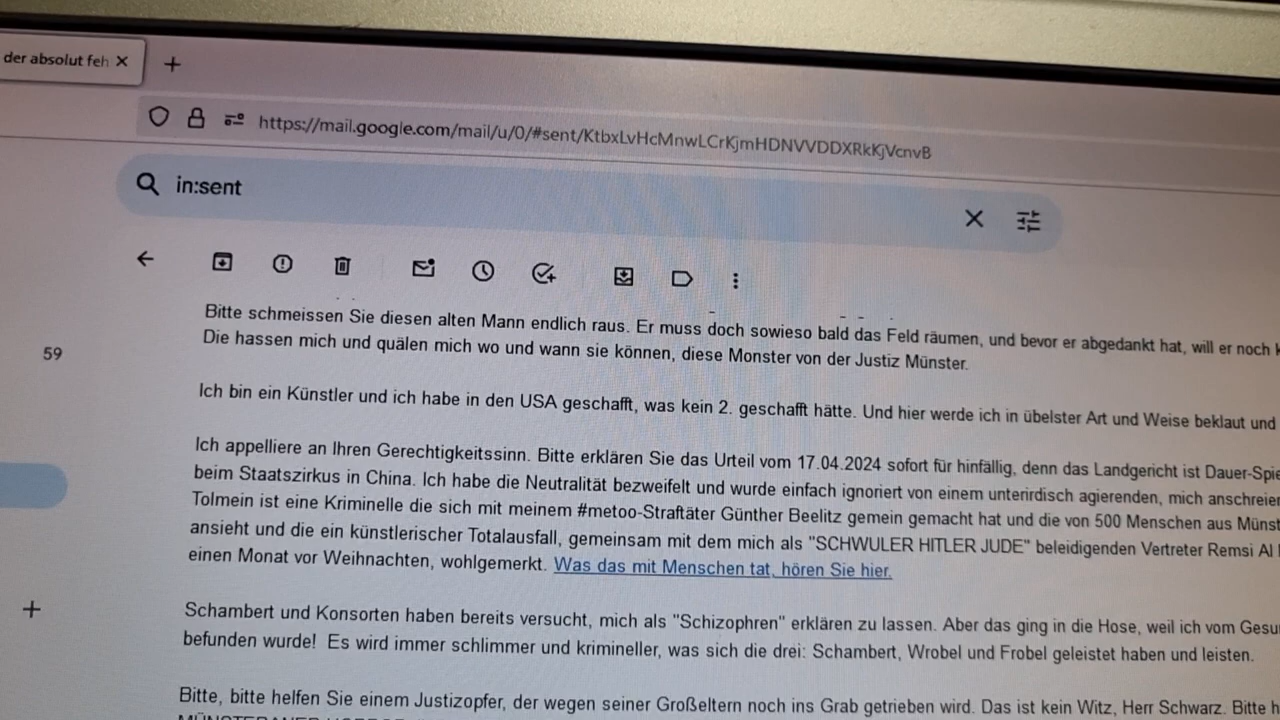 der absolut feh
https://mail.google.com/mail/u/0/#sent/KtbxLvHcMnwLCrKjmHDNVVDDXRkKjVcnvB
in:sent
Bitte schmeissen Sie diesen alten Mann endlich raus. Er muss doch sowieso bald das Feld räumen, und bevor er abgedankt hat, will er noch
Die hassen mich und quälen mich wo und wann sie können, diese Monster von der Justiz Münster.
59
Ich bin ein Künstler und ich habe in den USA geschafft, was kein 2. geschafft hätte. Und hier werde ich in übelster Art und Weise beklaut und
Ich appelliere an Ihren Gerechtigkeitssinn. Bitte erklären Sie das Urteil vom 17.04.2024 sofort für hinfällig, denn das Landgericht ist Dauer-Spie
beim Staatszirkus in China. Ich habe die Neutralität bezweifelt und wurde einfach ignoriert von einem unterirdisch agierenden, mich anschreier
Tolmein ist eine Kriminelle die sich mit meinem #metoo-Straftäter Günther Beelitz gemein gemacht hat und die von 500 Menschen aus Münst
ansieht und die ein künstlerischer Totalausfall, gemeinsam mit dem mich als "SCHWULER HITLER JUDE" beleidigenden Vertreter Remsi Al
einen Monat vor Weihnachten, wohlgemerkt. Was das mit Menschen tat, hören Sie hier.
Schambert und Konsorten haben bereits versucht, mich als "Schizophren" erklären zu lassen. Aber das ging in die Hose, weil ich vom Gesu
befunden wurde! Es wird immer schlimmer und krimineller, was sich die drei: Schambert, Wrobel und Frobel geleistet haben und leisten.
Bitte, bitte helfen Sie einem Justizopfer, der wegen seiner Großeltern noch ins Grab getrieben wird. Das ist kein Witz, Herr Schwarz. Bitte h